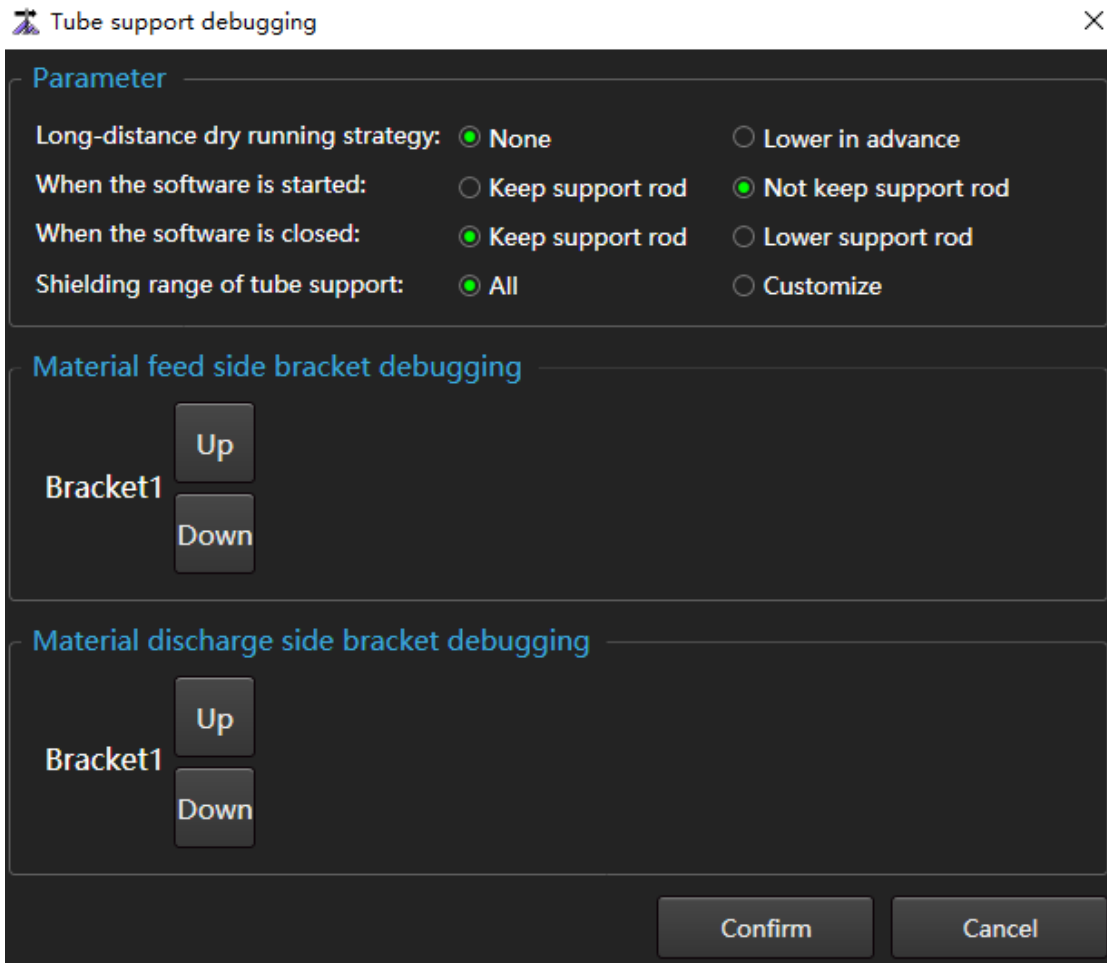 Tube support debugging
Parameter
Long-distance dry running strategy: None Lower in advance
When the software is started: Keep support rod Not keep support rod
When the software is closed: Keep support rod Lower support rod
Shielding range of tube support: All Customize
Material feed side bracket debugging
Up
Bracket1
Down
Material discharge side bracket debugging
Up
Bracket1
Down
Confirm Cancel